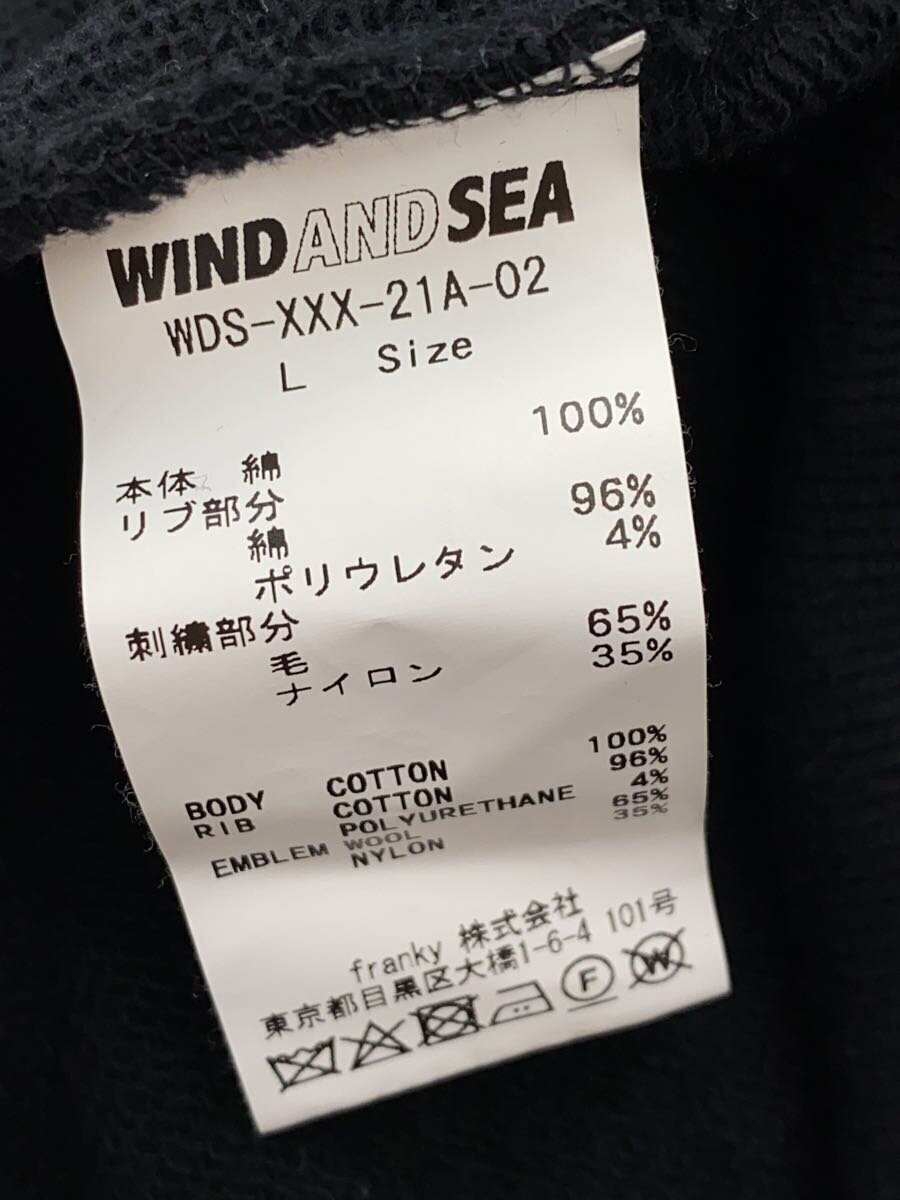 WIND AND SEA
WDS-XXX-21A-02
L Size
本体 綿 100%
リブ部分
綿 96%
ポリウレタン 4%
刺繍部分
毛 65%
ナイロン 35%
BODY COTTON 100%
RIB COTTON 96%
POLYURETHANE 4%
EMBLEM WOOL 65%
NYLON 35%
franky 株式会社
東京都目黒区大橋1-6-4 101号
F W